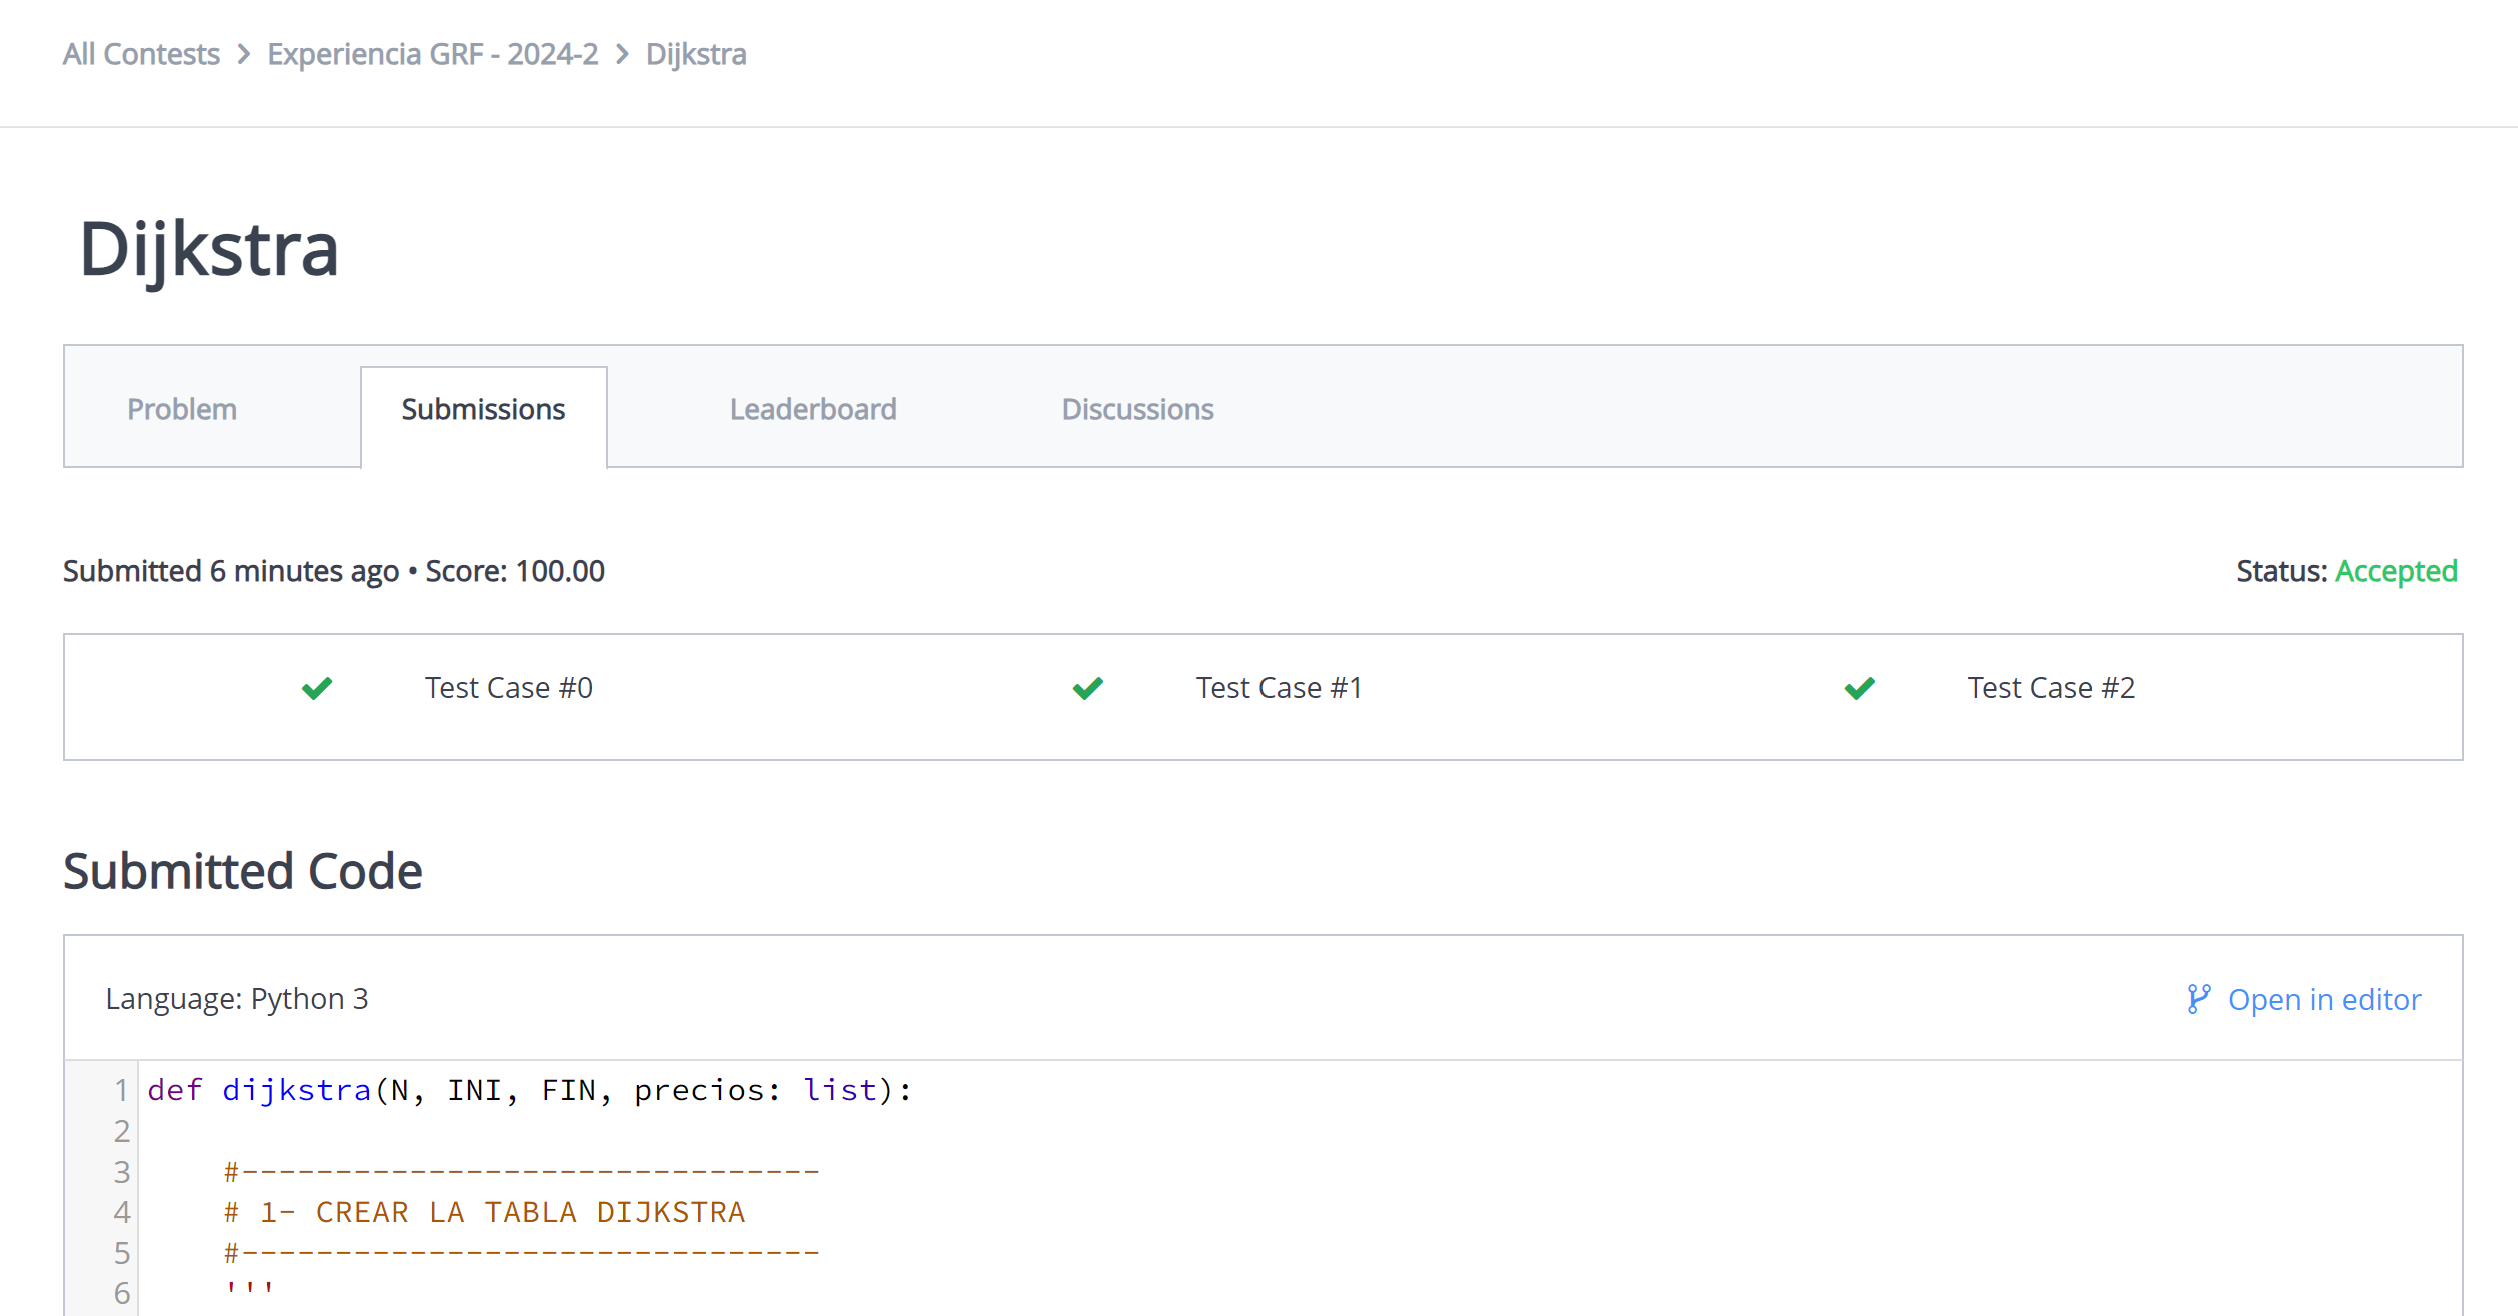 All Contests > Experiencia GRF - 2024-2 > Dijkstra
Dijkstra
Problem Submissions Leaderboard Discussions
Submitted 6 minutes ago • Score: 100.00 Status: Accepted
Test Case #0 Test Case #1 Test Case #2
Submitted Code
Language: Python 3 Open in editor
1 def dijkstra(N, INI, FIN, precios: list):
2
3 #-------------------------------
4 # 1- CREAR LA TABLA DIJKSTRA
5 #-------------------------------
6 '''